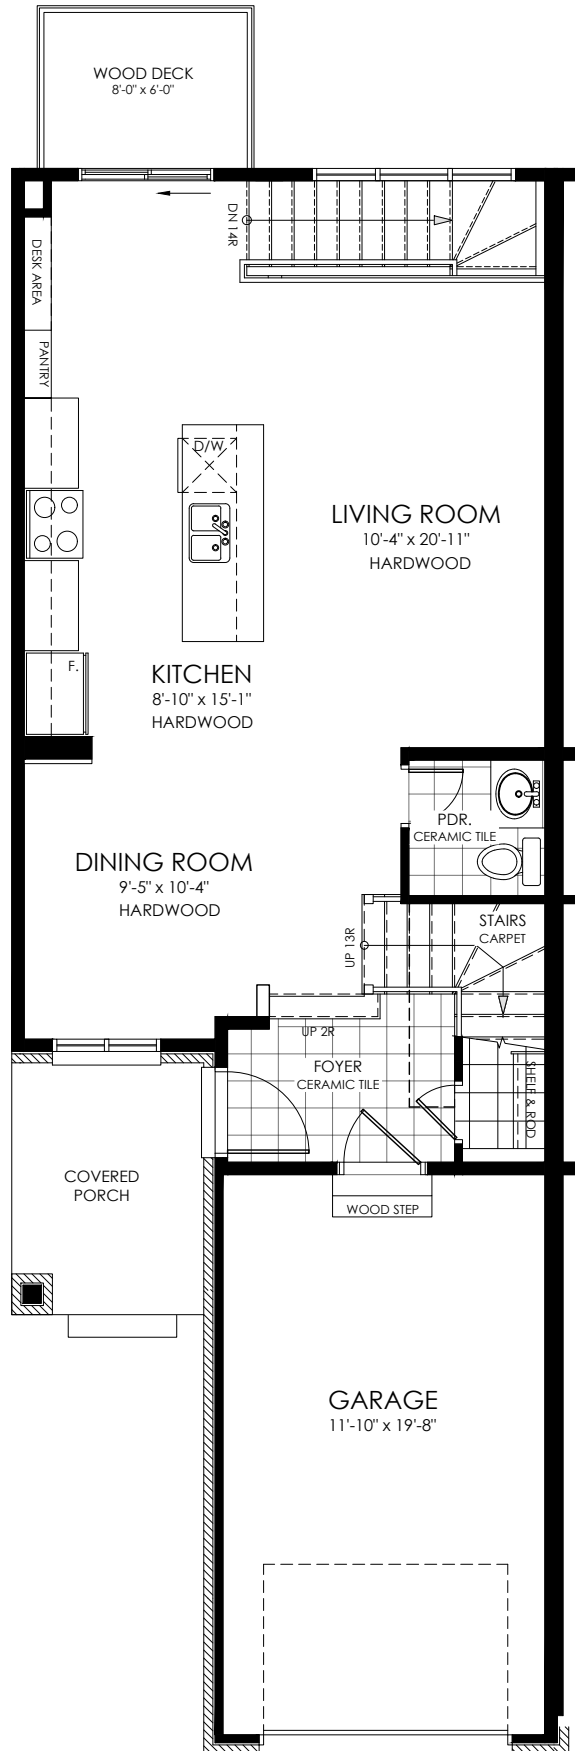 WOOD DECK
8'-0" x 6'-0"
DN 14R
DESK AREA
PANTRY
D/W
LIVING ROOM
10'-4" x 20'-11"
HARDWOOD
F.
KITCHEN
8'-10" x 15'-1"
HARDWOOD
PDR.
CERAMIC TILE
DINING ROOM
9'-5" x 10'-4"
HARDWOOD
STAIRS
CARPET
UP 13R
UP 2R
FOYER
CERAMIC TILE
SHELF & ROD
COVERED
PORCH
WOOD STEP
GARAGE
11'-10" x 19'-8"